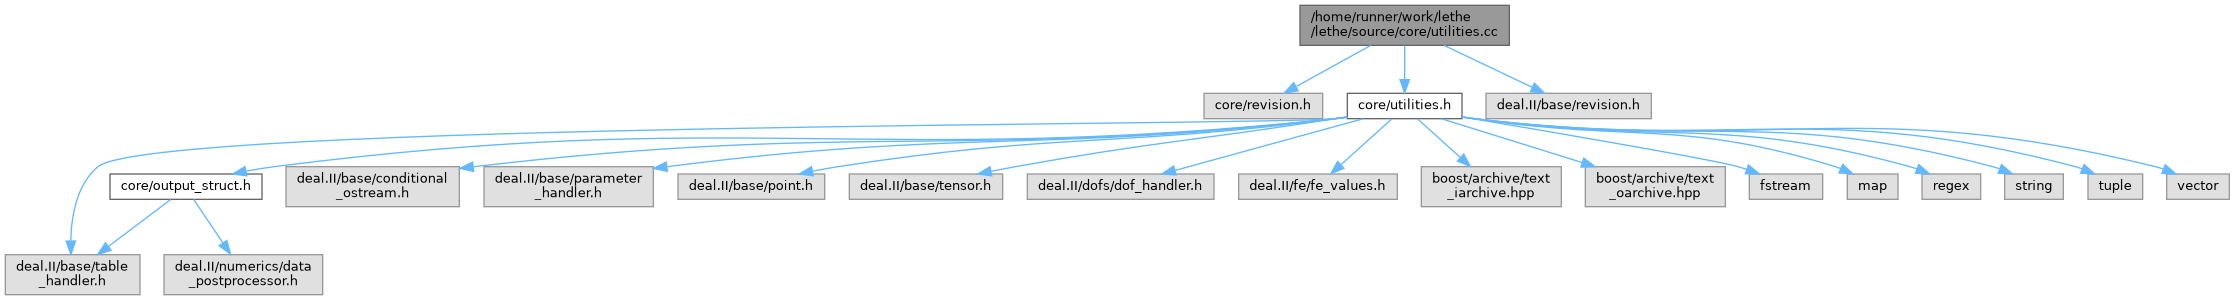 /home/runner/work/lethe
/lethe/source/core/utilities.cc
core/revision.h
core/utilities.h
deal.II/base/revision.h
core/output_struct.h
deal.II/base/conditional
_ostream.h
deal.II/base/parameter
_handler.h
deal.II/base/point.h
deal.II/base/tensor.h
deal.II/dofs/dof_handler.h
deal.II/fe/fe_values.h
boost/archive/text
_iarchive.hpp
boost/archive/text
_oarchive.hpp
fstream
map
regex
string
tuple
vector
deal.II/base/table
_handler.h
deal.II/numerics/data
_postprocessor.h